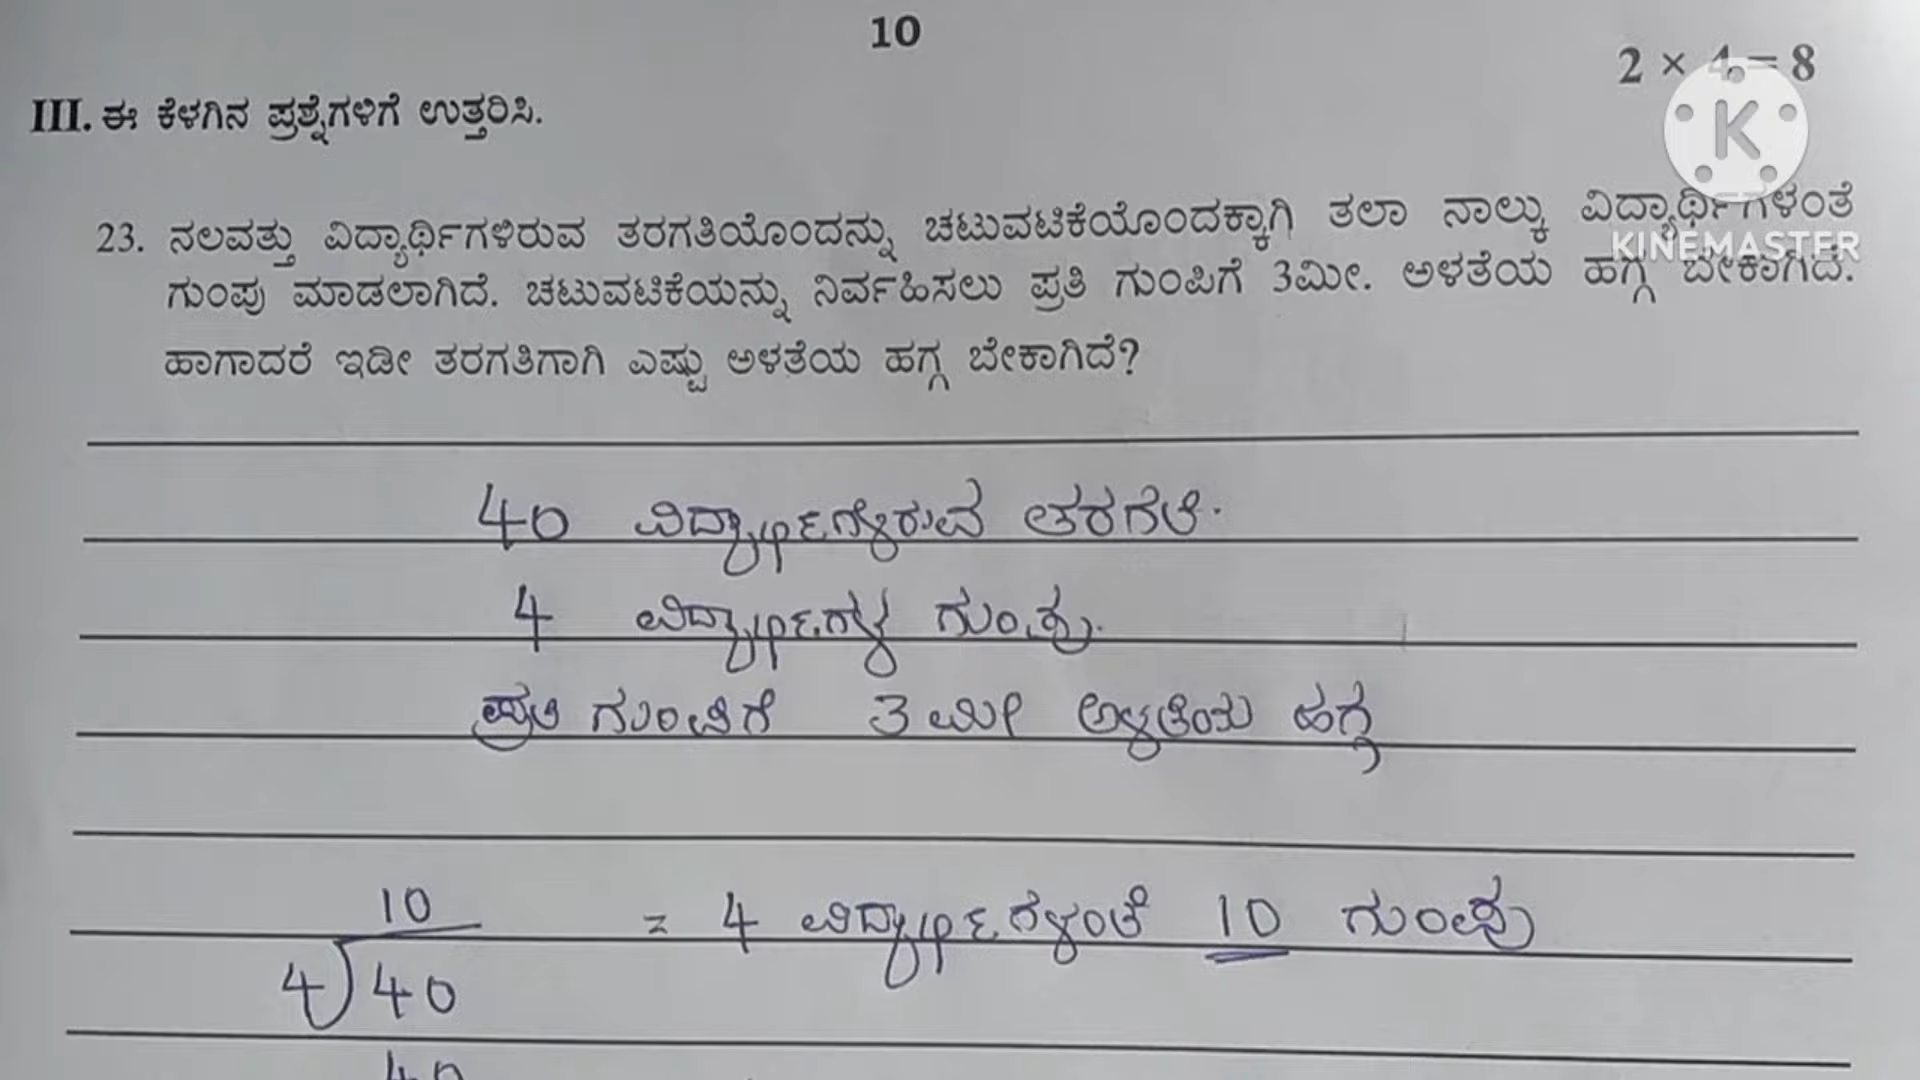 10
2 × 4 = 8
III. ಈ ಕೆಳಗಿನ ಪ್ರಶ್ನೆಗಳಿಗೆ ಉತ್ತರಿಸಿ.
K
KINEMASTER
23. ನಲವತ್ತು ವಿದ್ಯಾರ್ಥಿಗಳಿರುವ ತರಗತಿಯೊಂದನ್ನು ಚಟುವಟಿಕೆಯೊಂದಕ್ಕಾಗಿ ತಲಾ ನಾಲ್ಕು ವಿದ್ಯಾರ್ಥಿಗಳಂತೆ
ಗುಂಪು ಮಾಡಲಾಗಿದೆ. ಚಟುವಟಿಕೆಯನ್ನು ನಿರ್ವಹಿಸಲು ಪ್ರತಿ ಗುಂಪಿಗೆ 3ಮೀ. ಅಳತೆಯ ಹಗ್ಗ ಬೇಕಾಗಿದೆ.
ಹಾಗಾದರೆ ಇಡೀ ತರಗತಿಗಾಗಿ ಎಷ್ಟು ಅಳತೆಯ ಹಗ್ಗ ಬೇಕಾಗಿದೆ?
40 ವಿದ್ಯಾರ್ಥಿಗಳಿರುವ ತರಗತಿ.
4 ವಿದ್ಯಾರ್ಥಿಗಳ ಗುಂಪು.
ಪ್ರತಿ ಗುಂಪಿಗೆ 3 ಮೀ ಅಳತೆಯ ಹಗ್ಗ
10
= 4 ವಿದ್ಯಾರ್ಥಿಗಳಂತೆ 10 ಗುಂಪು
4) 40
40